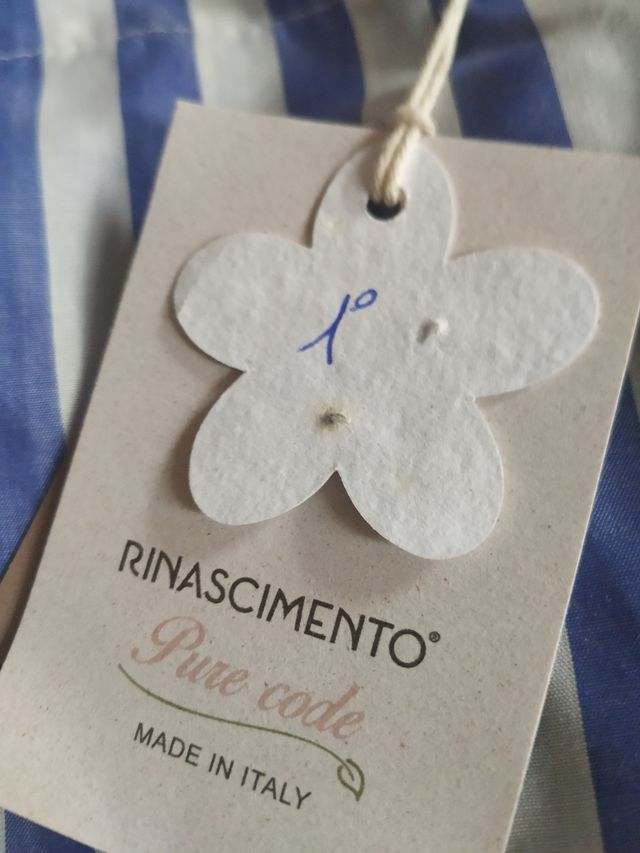 1°
RINASCIMENTO®
Pure code
MADE IN ITALY